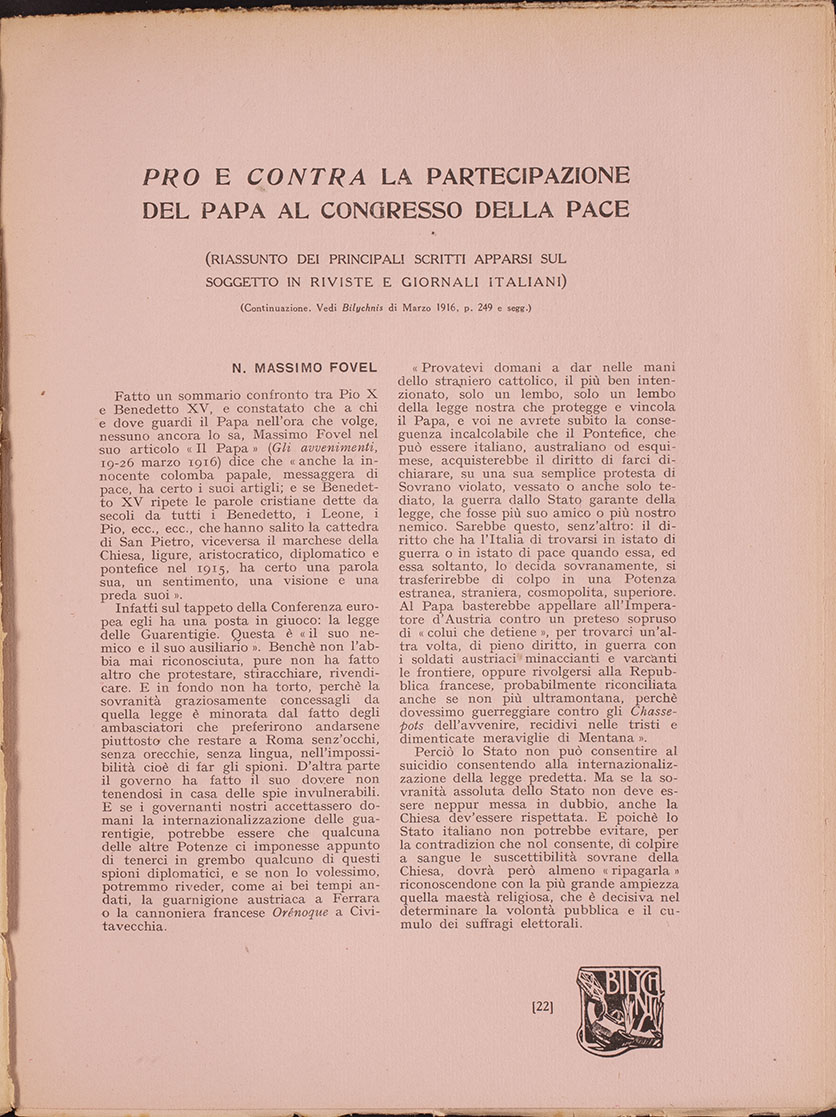 PRO E CONTRA LA PARTECIPAZIONE
DEL PAPA AL CONGRESSO DELLA PACE
(RIASSUNTO DEI PRINCIPALI SCRITTI APPARSI SUL
SOGGETTO IN RIVISTE E GIORNALI ITALIANI)
(Continuazione. Vedi Bilychnis di Marzo 1916, p. 249 e segg.)
N. MASSIMO FOVEL
Fatto un sommario confronto tra Pio X
e Benedetto XV, e constatato che a chi
e dove guardi il Papa nell'ora che volge,
nessuno ancora lo sa, Massimo Fovel nel
suo articolo « Il Papa » (Gli avvenimenti,
19-26 marzo 1916) dice che « anche la in-
nocente colomba papale, messaggera di
pace, ha certo i suoi artigli; e se Benedet-
to XV ripete le parole cristiane dette da
secoli da tutti i Benedetto, i Leone, i
Pio, ecc., ecc., che hanno salito la cattedra
di San Pietro, viceversa il marchese della
Chiesa, ligure, aristocratico, diplomatico e
pontefice nel 1915, ha certo una parola
sua, un sentimento, una visione e una
preda suoi ».
Infatti sul tappeto della Conferenza euro-
pea egli ha una posta in giuoco: la legge
delle Guarentigie. Questa è « il suo ne-
mico e il suo ausiliario ». Benchè non l'ab-
bia mai riconosciuta, pure non ha fatto
altro che protestare, stiracchiare, rivendi-
care. E in fondo non ha torto, perchè la
sovranità graziosamente concessagli da
quella legge è minorata dal fatto degli
ambasciatori che preferirono andarsene
piuttosto che restare a Roma senz'occhi,
senza orecchie, senza lingua, nell'impossi-
bilità cioè di far gli spioni. D'altra parte
il governo ha fatto il suo dovere non
tenendosi in casa delle spie invulnerabili.
E se i governanti nostri accettassero do-
mani la internazionalizzazione delle gua-
rentigie, potrebbe essere che qualcuna
delle altre Potenze ci imponesse appunto
di tenerci in grembo qualcuno di questi
spioni diplomatici, e se non lo volessimo,
potremmo riveder, come ai bei tempi an-
dati, la guarnigione austriaca a Ferrara
o la cannoniera francese Orénoque a Civi-
tavecchia.
« Provatevi domani a dar nelle mani
dello straniero cattolico, il più ben inten-
zionato, solo un lembo, solo un lembo
della legge nostra che protegge e vincola
il Papa, e voi ne avrete subito la conse-
guenza incalcolabile che il Pontefice, che
può essere italiano, australiano od esqui-
mese, acquisterebbe il diritto di farci di-
chiarare, su una sua semplice protesta di
Sovrano violato, vessato o anche solo te-
diato, la guerra dallo Stato garante della
legge, che fosse più suo amico o più nostro
nemico. Sarebbe questo, senz'altro: il di-
ritto che ha l'Italia di trovarsi in istato di
guerra o in istato di pace quando essa, ed
essa soltanto, lo decida sovranamente, si
trasferirebbe di colpo in una Potenza
estranea, straniera, cosmopolita, superiore.
Al Papa basterebbe appellare all'Impera-
tore d'Austria contro un preteso sopruso
di « colui che detiene », per trovarci un'al-
tra volta, di pieno diritto, in guerra con
i soldati austriaci minaccianti e varcanti
le frontiere, oppure rivolgersi alla Repub-
blica francese, probabilmente riconciliata
anche se non più ultramontana, perchè
dovessimo guerreggiare contro gli Chasse-
pots dell'avvenire, recidivi nelle tristi e
dimenticate meraviglie di Mentana ».
Perciò lo Stato non può consentire al
suicidio consentendo alla internazionaliz-
zazione della legge predetta. Ma se la so-
vranità assoluta dello Stato non deve es-
sere neppur messa in dubbio, anche la
Chiesa dev'essere rispettata. E poichè lo
Stato italiano non potrebbe evitare, per
la contradizione che nol consente, di colpire
a sangue le suscettibilità sovrane della
Chiesa, dovrà però almeno « ripagarla »
riconoscendone con la più grande ampiezza
quella maestà religiosa, che è decisiva nel
determinare la volontà pubblica e il cu-
mulo dei suffragi elettorali.
[22]
BILYCHNIS